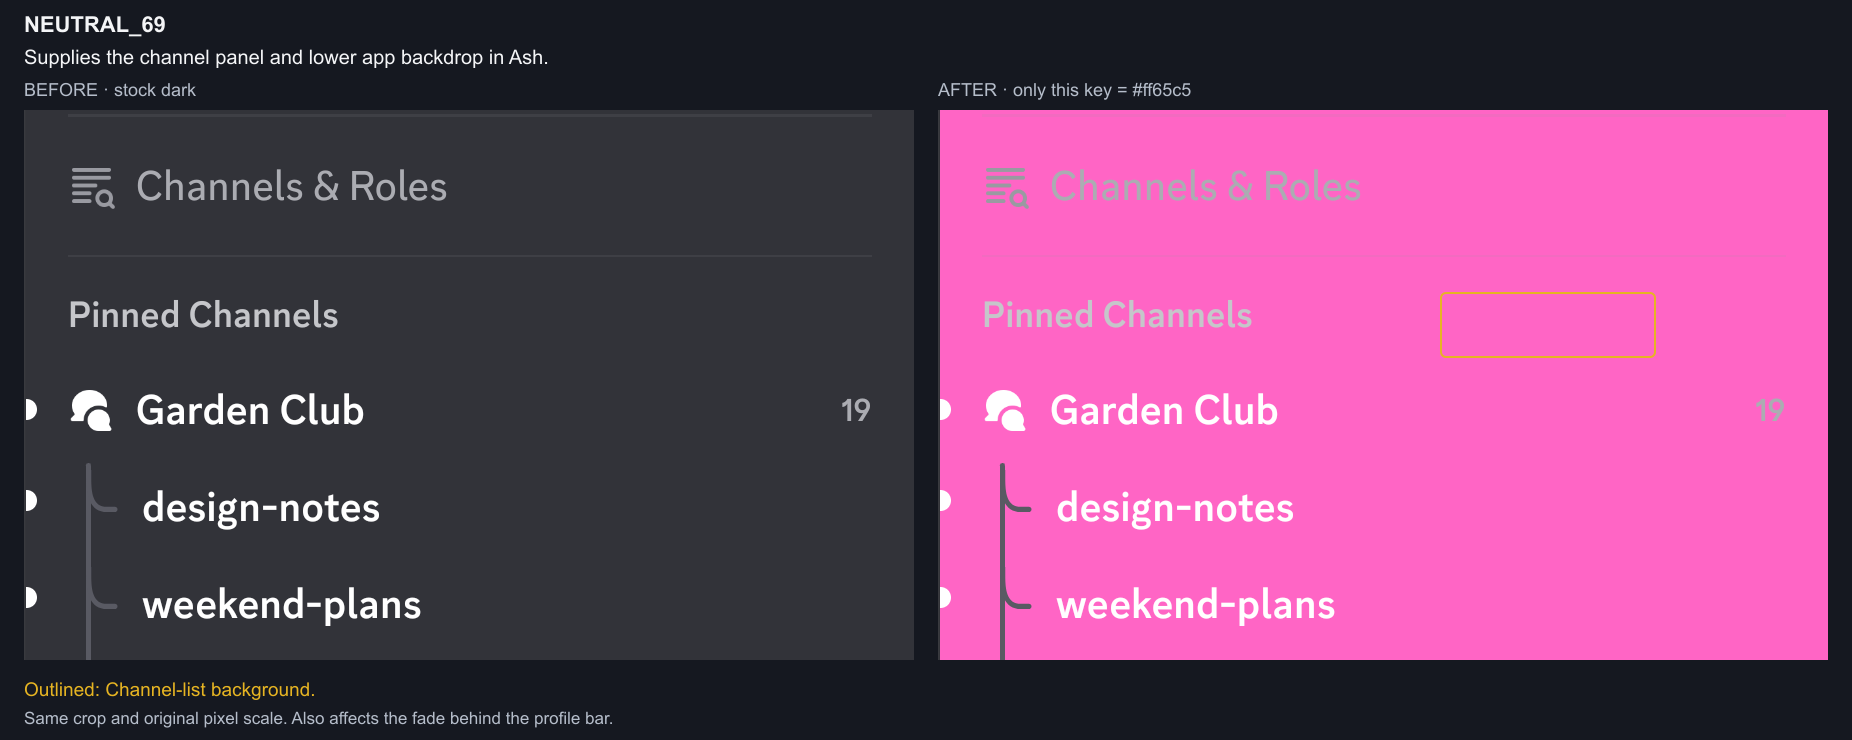 NEUTRAL_69
Supplies the channel panel and lower app backdrop in Ash.
BEFORE · stock dark
Channels & Roles
Pinned Channels
Garden Club
19
design-notes
weekend-plans
AFTER · only this key = #ff65c5
Channels & Roles
Pinned Channels
Garden Club
19
design-notes
weekend-plans
Outlined: Channel-list background.
Same crop and original pixel scale. Also affects the fade behind the profile bar.